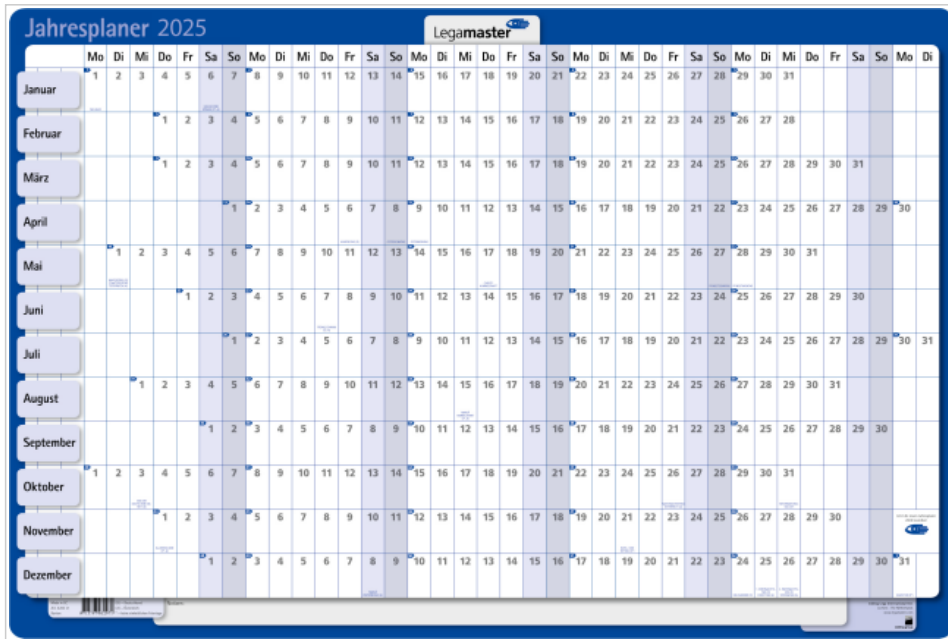 Jahresplaner 2025
Legamaster
Mo Di Mi Do Fr Sa So Mo Di Mi Do Fr Sa So Mo Di Mi Do Fr Sa So Mo Di Mi Do Fr Sa So Mo Di Mi Do Fr Sa So Mo Di
Januar 1 2 3 4 5 6 7 8 9 10 11 12 13 14 15 16 17 18 19 20 21 22 23 24 25 26 27 28 29 30 31
Februar 1 2 3 4 5 6 7 8 9 10 11 12 13 14 15 16 17 18 19 20 21 22 23 24 25 26 27 28
März 1 2 3 4 5 6 7 8 9 10 11 12 13 14 15 16 17 18 19 20 21 22 23 24 25 26 27 28 29 30 31
April 1 2 3 4 5 6 7 8 9 10 11 12 13 14 15 16 17 18 19 20 21 22 23 24 25 26 27 28 29 30
Mai 1 2 3 4 5 6 7 8 9 10 11 12 13 14 15 16 17 18 19 20 21 22 23 24 25 26 27 28 29 30 31
Juni 1 2 3 4 5 6 7 8 9 10 11 12 13 14 15 16 17 18 19 20 21 22 23 24 25 26 27 28 29 30
Juli 1 2 3 4 5 6 7 8 9 10 11 12 13 14 15 16 17 18 19 20 21 22 23 24 25 26 27 28 29 30 31
August 1 2 3 4 5 6 7 8 9 10 11 12 13 14 15 16 17 18 19 20 21 22 23 24 25 26 27 28 29 30 31
September 1 2 3 4 5 6 7 8 9 10 11 12 13 14 15 16 17 18 19 20 21 22 23 24 25 26 27 28 29 30
Oktober 1 2 3 4 5 6 7 8 9 10 11 12 13 14 15 16 17 18 19 20 21 22 23 24 25 26 27 28 29 30 31
November 1 2 3 4 5 6 7 8 9 10 11 12 13 14 15 16 17 18 19 20 21 22 23 24 25 26 27 28 29 30
Dezember 1 2 3 4 5 6 7 8 9 10 11 12 13 14 15 16 17 18 19 20 21 22 23 24 25 26 27 28 29 30 31